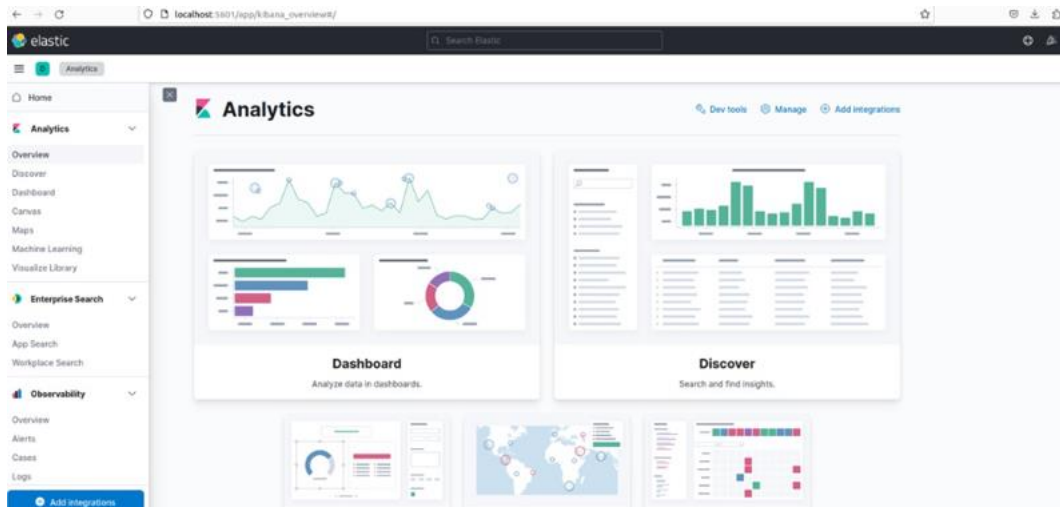 localhost:5601/app/kibana_overview#/
elastic
Search Elastic
D
Analytics
Home
Analytics
Overview
Discover
Dashboard
Canvas
Maps
Machine Learning
Visualize Library
Enterprise Search
Overview
App Search
Workplace Search
Observability
Overview
Alerts
Cases
Logs
Add integrations
Analytics
Dev tools
Manage
Add integrations
Dashboard
Analyze data in dashboards.
Discover
Search and find insights.